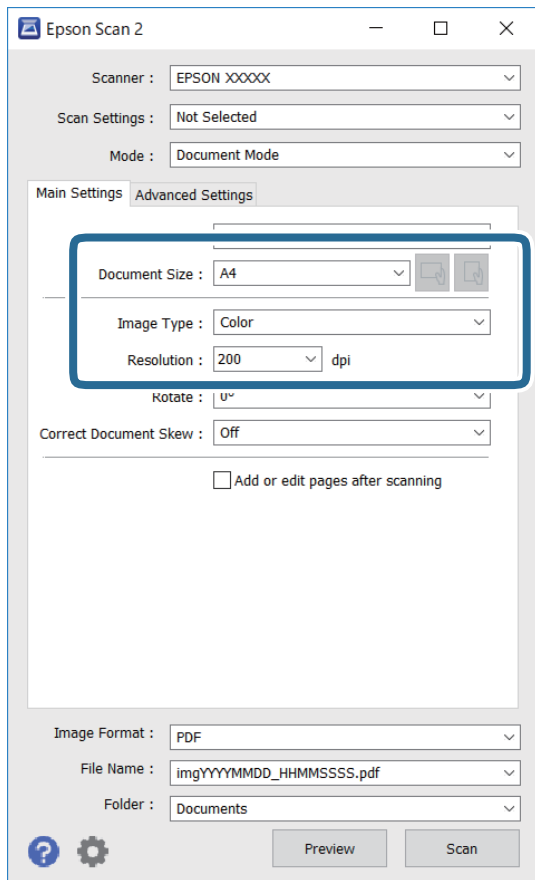 Epson Scan 2
Scanner : EPSON XXXXX
Scan Settings : Not Selected
Mode : Document Mode
Main Settings Advanced Settings
Document Size : A4
Image Type : Color
Resolution : 200 dpi
Rotate : 0°
Correct Document Skew : Off
Add or edit pages after scanning
Image Format : PDF
File Name : imgYYYYMMDD_HHMMSSSS.pdf
Folder : Documents
? Preview Scan